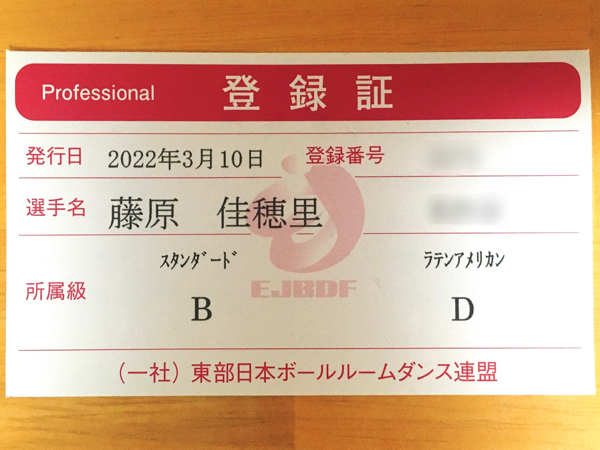 Professional 登録証
発行日 2022年3月10日 登録番号
選手名 藤原 佳穂里
ｽﾀﾝﾀﾞｰﾄﾞ ﾗﾃﾝｱﾒﾘｶﾝ
EJBDF
所属級 B D
（一社）東部日本ボールルームダンス連盟